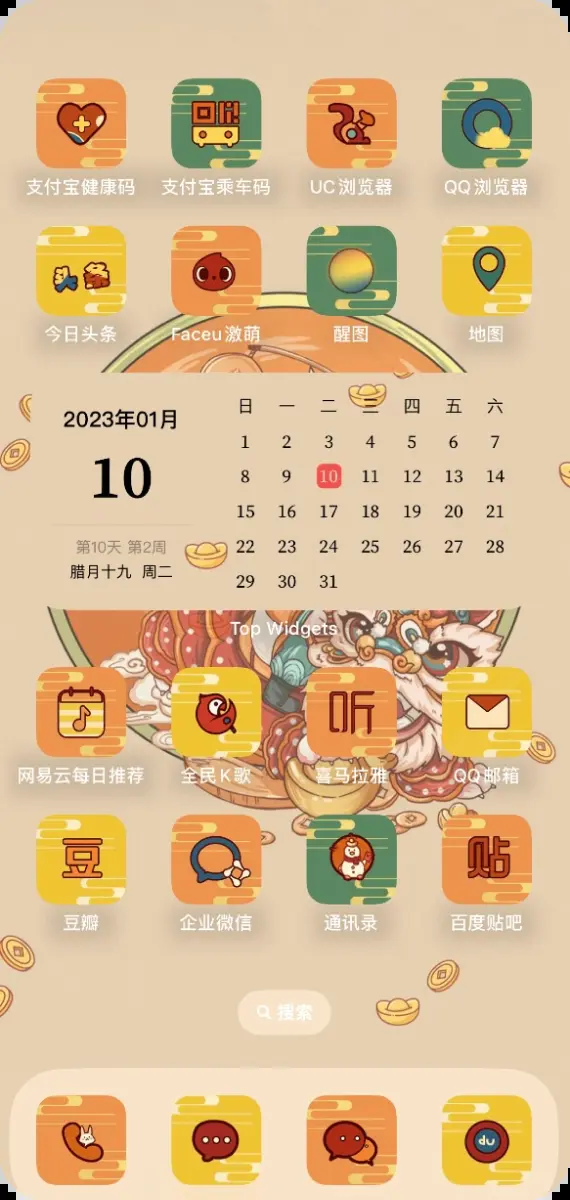 支付宝健康码 支付宝乘车码 UC浏览器 QQ浏览器
今日头条 Faceu激萌 醒图 地图
2023年01月
10
第10天 第2周
腊月十九 周二
日 一 二 三 四 五 六
1 2 3 4 5 6 7
8 9 10 11 12 13 14
15 16 17 18 19 20 21
22 23 24 25 26 27 28
29 30 31
Top Widgets
听
网易云每日推荐 全民K歌 喜马拉雅 QQ邮箱
豆 贴
豆瓣 企业微信 通讯录 百度贴吧
搜索
du